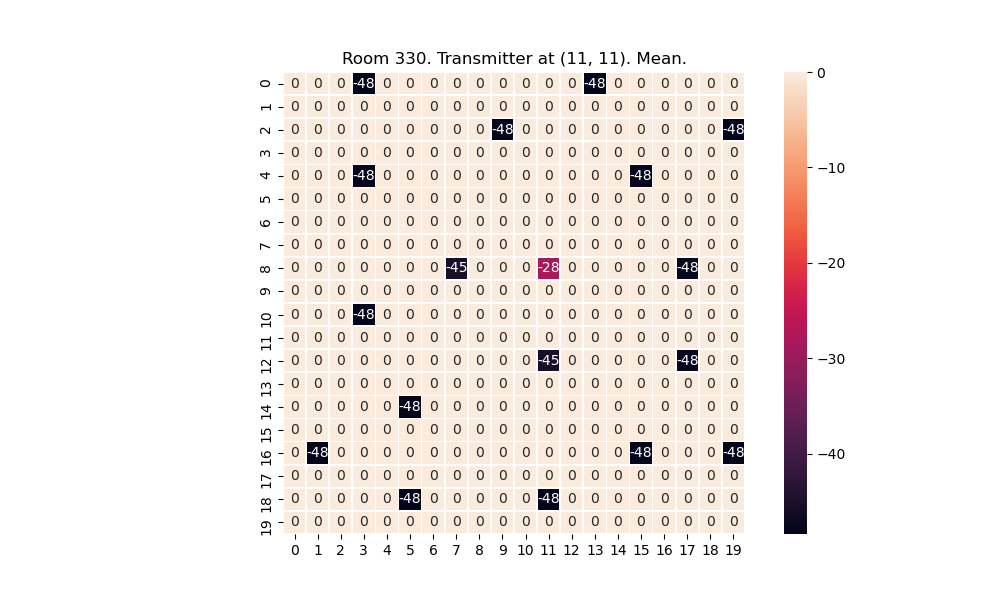 Room 330. Transmitter at (11, 11). Mean.
0 0 0 0 -48 0 0 0 0 0 0 0 0 0 -48 0 0 0 0 0 0 0
1 0 0 0 0 0 0 0 0 0 0 0 0 0 0 0 0 0 0 0 0
2 0 0 0 0 0 0 0 0 0 -48 0 0 0 0 0 0 0 0 0 -48
3 0 0 0 0 0 0 0 0 0 0 0 0 0 0 0 0 0 0 0 0
4 0 0 0 -48 0 0 0 0 0 0 0 0 0 0 0 -48 0 0 0 0
5 0 0 0 0 0 0 0 0 0 0 0 0 0 0 0 0 0 0 0 0
6 0 0 0 0 0 0 0 0 0 0 0 0 0 0 0 0 0 0 0 0
7 0 0 0 0 0 0 0 0 0 0 0 0 0 0 0 0 0 0 0 0
8 0 0 0 0 0 0 0 -45 0 0 0 -28 0 0 0 0 0 -48 0 0
9 0 0 0 0 0 0 0 0 0 0 0 0 0 0 0 0 0 0 0 0
10 0 0 0 -48 0 0 0 0 0 0 0 0 0 0 0 0 0 0 0 0
11 0 0 0 0 0 0 0 0 0 0 0 0 0 0 0 0 0 0 0 0
12 0 0 0 0 0 0 0 0 0 0 0 -45 0 0 0 0 0 -48 0 0
13 0 0 0 0 0 0 0 0 0 0 0 0 0 0 0 0 0 0 0 0
14 0 0 0 0 0 -48 0 0 0 0 0 0 0 0 0 0 0 0 0 0
15 0 0 0 0 0 0 0 0 0 0 0 0 0 0 0 0 0 0 0 0
16 0 -48 0 0 0 0 0 0 0 0 0 0 0 0 0 -48 0 0 0 -48
17 0 0 0 0 0 0 0 0 0 0 0 0 0 0 0 0 0 0 0 0
18 0 0 0 0 0 -48 0 0 0 0 0 -48 0 0 0 0 0 0 0 0
19 0 0 0 0 0 0 0 0 0 0 0 0 0 0 0 0 0 0 0 0
0 1 2 3 4 5 6 7 8 9 10 11 12 13 14 15 16 17 18 19
0
−10
−20
−30
−40